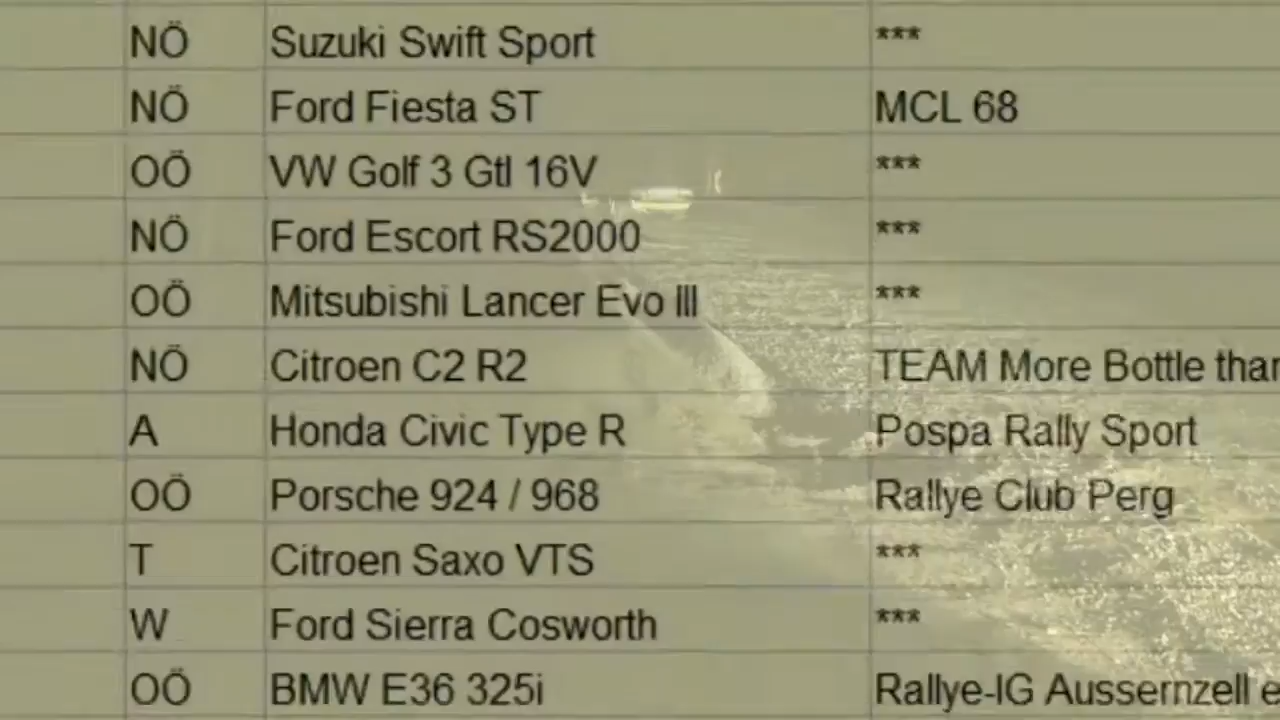 NÖ Suzuki Swift Sport ***
NÖ Ford Fiesta ST MCL 68
OÖ VW Golf 3 GtI 16V ***
NÖ Ford Escort RS2000 ***
OÖ Mitsubishi Lancer Evo III ***
NÖ Citroen C2 R2 TEAM More Bottle than
A Honda Civic Type R Pospa Rally Sport
OÖ Porsche 924 / 968 Rallye Club Perg
T Citroen Saxo VTS ***
W Ford Sierra Cosworth ***
OÖ BMW E36 325i Rallye-IG Aussernzell e